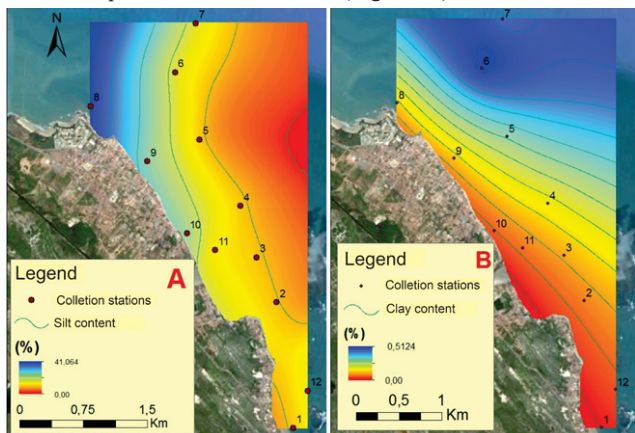 N
7
6
8
5
9
4
10
11
3
2
12
1
A
Legend
Colletion stations
Silt content
(%)
41,064
0,00
0 0,75 1,5
Km
7
6
8
5
9
4
10
11
3
2
12
1
B
Legend
Colletion stations
Clay content
(%)
0,5124
0,00
0 0,5 1
Km